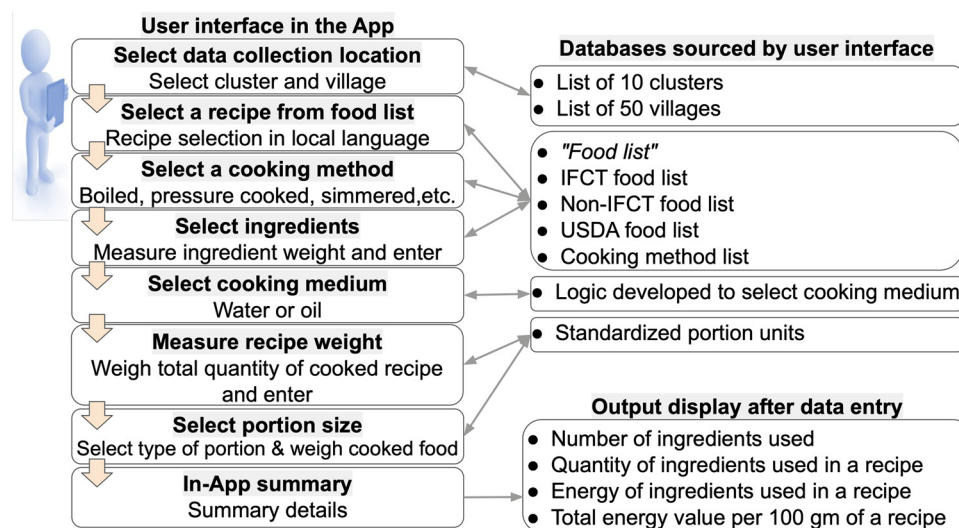 User interface in the App
Select data collection location
Select cluster and village
Select a recipe from food list
Recipe selection in local language
Select a cooking method
Boiled, pressure cooked, simmered,etc.
Select ingredients
Measure ingredient weight and enter
Select cooking medium
Water or oil
Measure recipe weight
Weigh total quantity of cooked recipe
and enter
Select portion size
Select type of portion & weigh cooked food
In-App summary
Summary details
Databases sourced by user interface
● List of 10 clusters
● List of 50 villages
● "Food list"
● IFCT food list
● Non-IFCT food list
● USDA food list
● Cooking method list
● Logic developed to select cooking medium
● Standardized portion units
Output display after data entry
● Number of ingredients used
● Quantity of ingredients used in a recipe
● Energy of ingredients used in a recipe
● Total energy value per 100 gm of a recipe